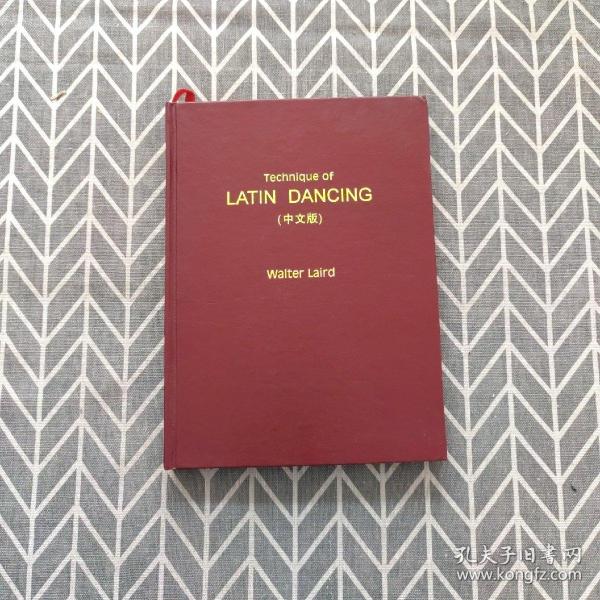 Technique of
LATIN DANCING
(中文版)
Walter Laird
孔夫子旧书网
www.kongfz.com